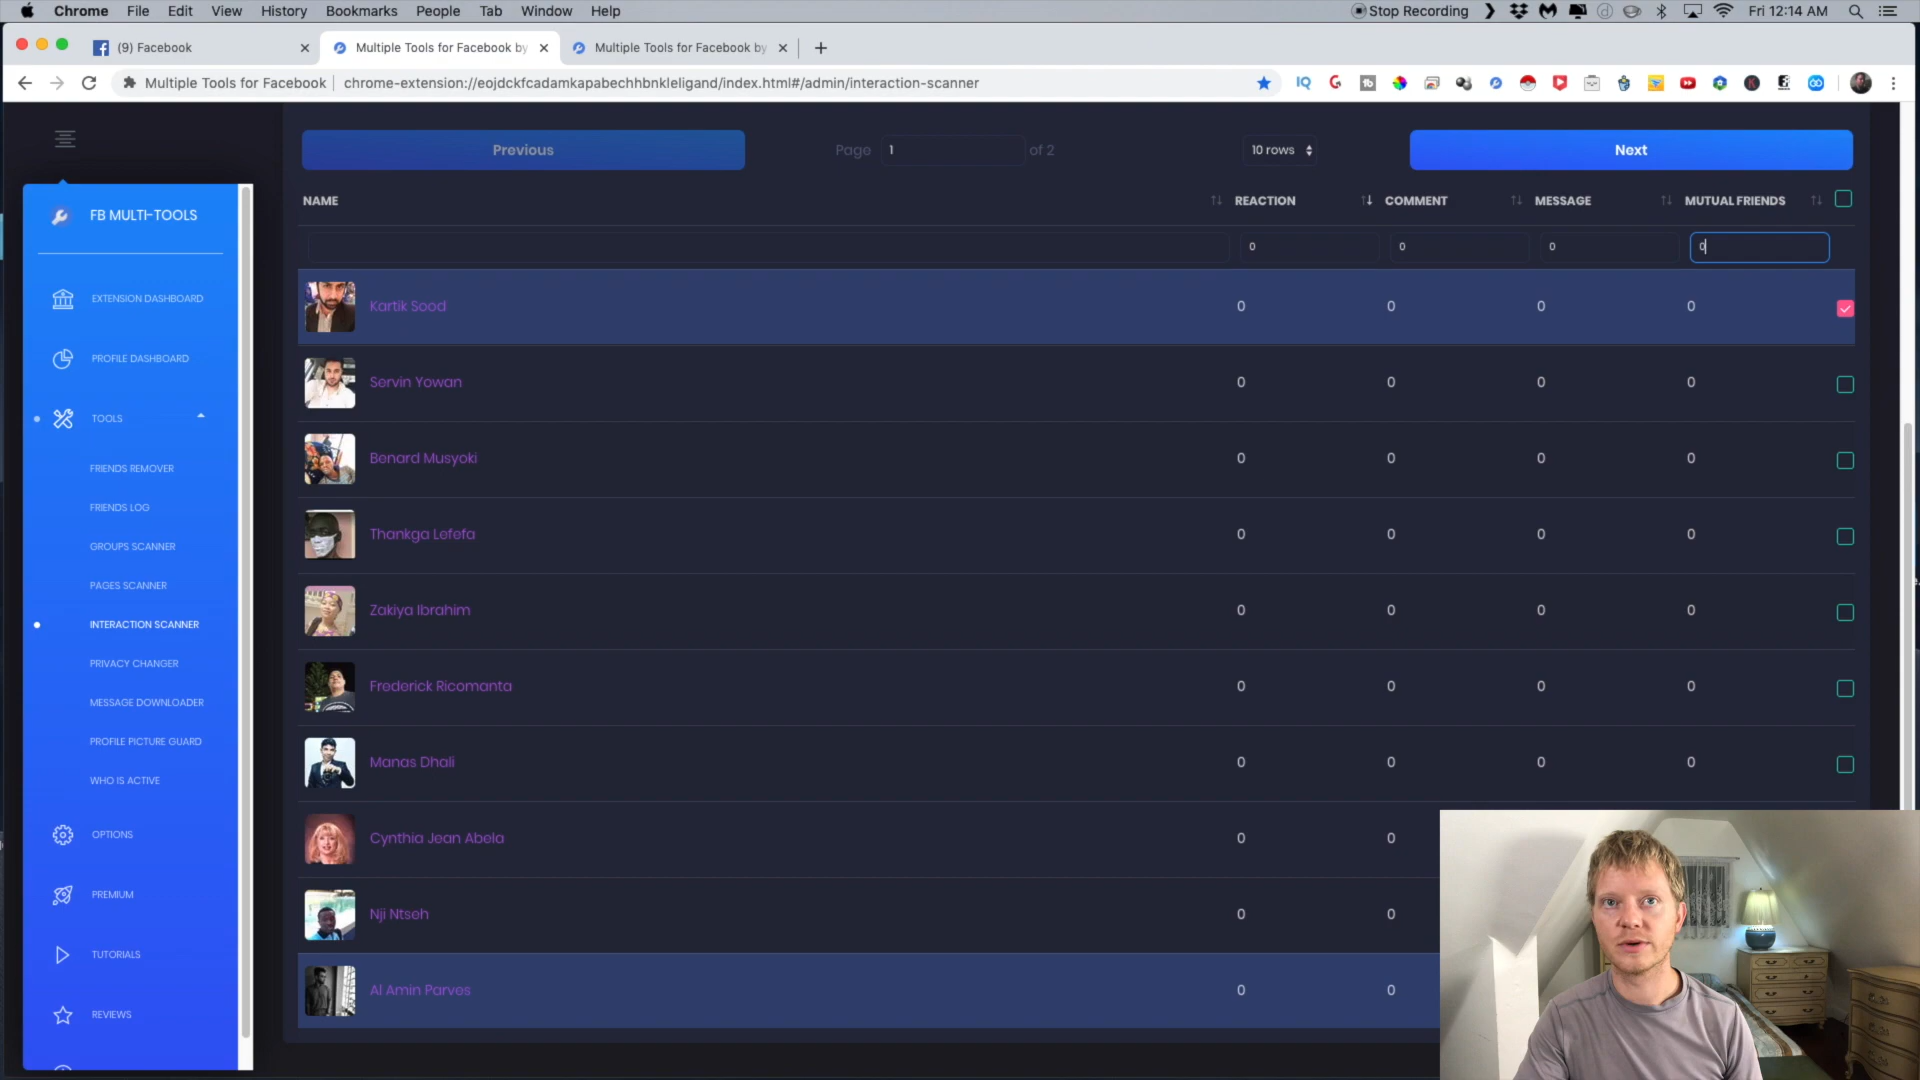 Chrome File Edit View History Bookmarks People Tab Window Help
Stop Recording
Fri 12:14 AM
(9) Facebook
Multiple Tools for Facebook by
Multiple Tools for Facebook by
Multiple Tools for Facebook
chrome-extension://eojdckfcadamkapabechhbnkleligand/index.html#/admin/interaction-scanner
FB MULTI-TOOLS
EXTENSION DASHBOARD
PROFILE DASHBOARD
TOOLS
FRIENDS REMOVER
FRIENDS LOG
GROUPS SCANNER
PAGES SCANNER
INTERACTION SCANNER
PRIVACY CHANGER
MESSAGE DOWNLOADER
PROFILE PICTURE GUARD
WHO IS ACTIVE
OPTIONS
PREMIUM
TUTORIALS
REVIEWS
Previous
Page 1 of 2
10 rows
Next
NAME REACTION COMMENT MESSAGE MUTUAL FRIENDS
0 0 0 0
Kartik Sood 0 0 0 0
Servin Yowan 0 0 0 0
Benard Musyoki 0 0 0 0
Thankga Lefefa 0 0 0 0
Zakiya Ibrahim 0 0 0 0
Frederick Ricomanta 0 0 0 0
Manas Dhali 0 0 0 0
Cynthia Jean Abela 0 0
Nji Ntseh 0 0
Al Amin Parves 0 0